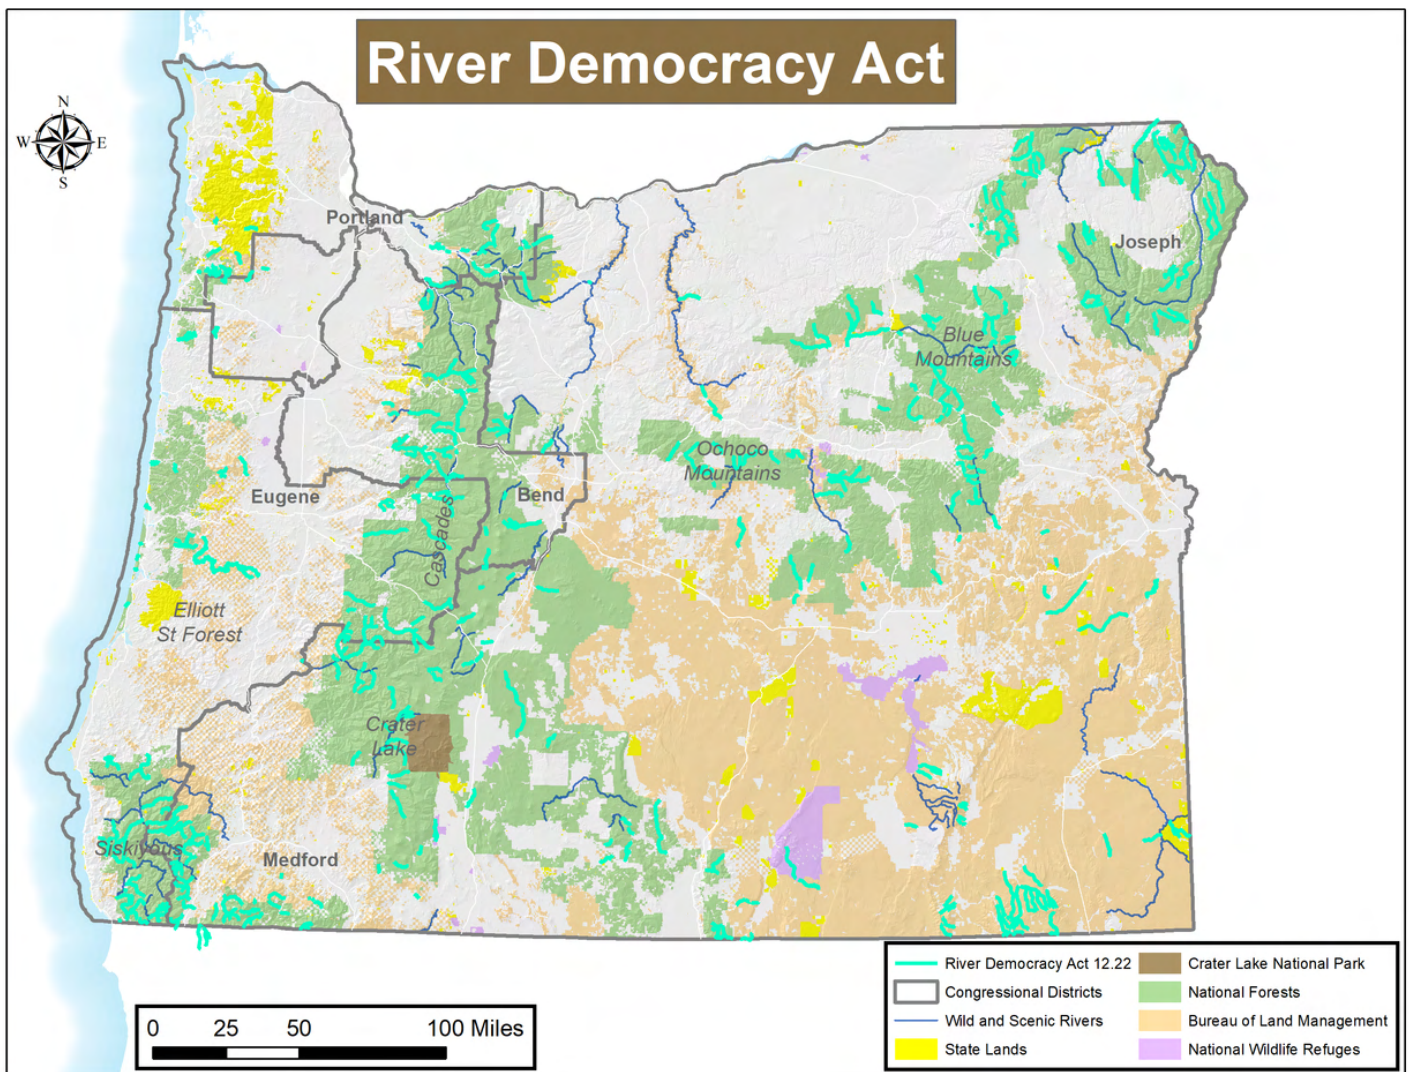 River Democracy Act
N
W E
S
Portland
Joseph
Blue
Mountains
Ochoco
Mountains
Eugene
Bend
Cascades
Elliott
St Forest
Crater
Lake
Siskiyous
Medford
River Democracy Act 12.22
Congressional Districts
Wild and Scenic Rivers
State Lands
Crater Lake National Park
National Forests
Bureau of Land Management
National Wildlife Refuges
0 25 50 100 Miles